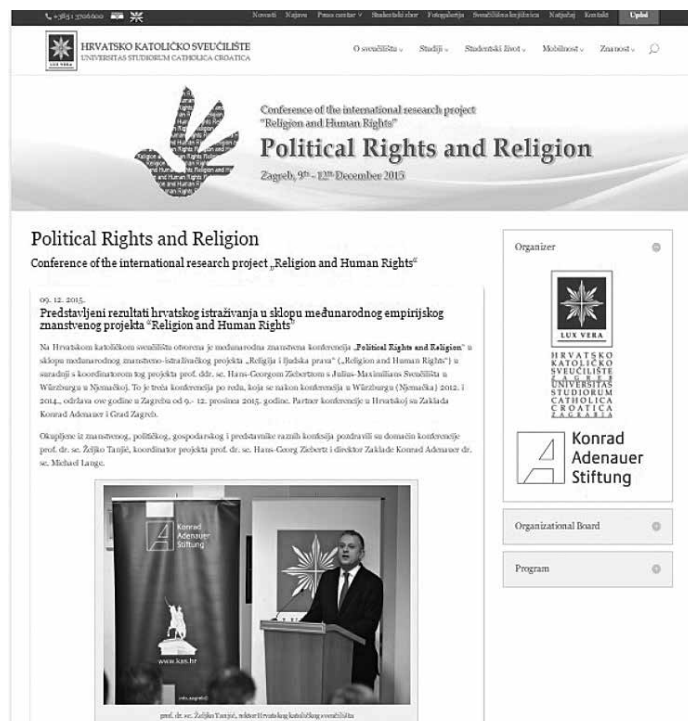 +385 1 3706600
Novosti Najava Press centar Studentski zbor Fotogalerija Sveučilišna knjižnica Natječaj Kontakt Upisi
LUX VERA
HRVATSKO KATOLIČKO SVEUČILIŠTE
UNIVERSITAS STUDIORUM CATHOLICA CROATICA
O sveučilištu Studiji Studentski život Mobilnost Znanost
Conference of the international research project
"Religion and Human Rights"
Political Rights and Religion
Zagreb, 9th - 12th December 2015
Political Rights and Religion
Conference of the international research project „Religion and Human Rights“
09. 12. 2015.
Predstavljeni rezultati hrvatskog istraživanja u sklopu međunarodnog empirijskog
znanstvenog projekta "Religion and Human Rights"
Na Hrvatskom katoličkom sveučilištu otvorena je međunarodna znanstvena konferencija „Political Rights and Religion“ u
sklopu međunarodnog znanstveno-istraživačkog projekta „Religija i ljudska prava“ („Religion and Human Rights“) u
suradnji s koordinatorom tog projekta prof. ddr. sc. Hans-Georgom Ziebertzom s Julius-Maximilians Sveučilišta u
Würzburgu u Njemačkoj. To je treća konferencija po redu, koja se nakon konferencija u Würzburgu (Njemačka) 2012. i
2014., održava ove godine u Zagrebu od 9.- 12. prosinca 2015. godine. Partner konferencije u Hrvatskoj su Zaklada
Konrad Adenauer i Grad Zagreb.
Okupljene iz znanstvenog, političkog, gospodarskog i predstavnike raznih konfesija pozdravili su domaćin konferencije
prof. dr. sc. Željko Tanjić, koordinator projekta prof. dr. sc. Hans-Georg Ziebertz i direktor Zaklade Konrad Adenauer dr.
sc. Michael Lange.
Konrad
Adenauer
Stiftung
www.kas.hr
prof. dr. sc. Željko Tanjić, rektor Hrvatskog katoličkog sveučilišta
Organizer
LUX VERA
HRVATSKO
KATOLIČKO
SVEUČILIŠTE
ZAGREB
UNIVERSITAS
STUDIORUM
CATHOLICA
CROATICA
ZAGRABIA
Konrad
Adenauer
Stiftung
Organizational Board
Program